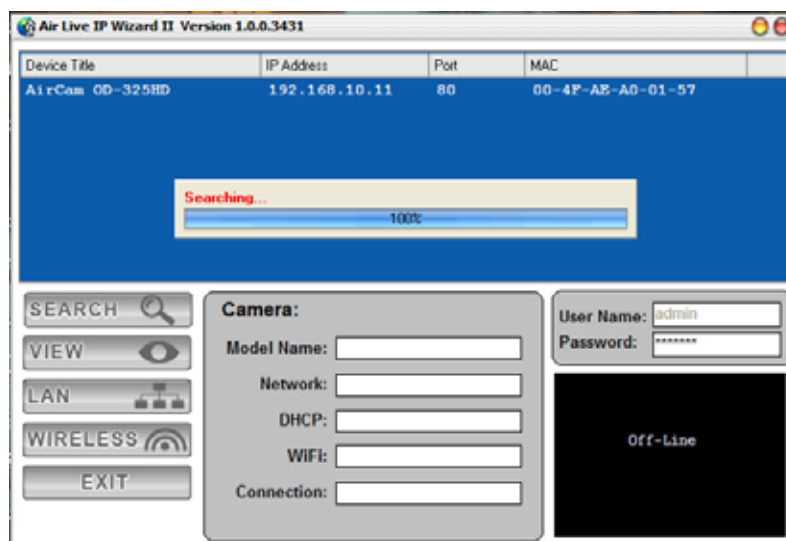 Air Live IP Wizard II Version 1.0.0.3431
Device Title IP Address Port MAC
AirCam OD-325HD 192.168.10.11 80 00-4F-AE-A0-01-57
Searching...
100%
SEARCH
VIEW
LAN
WIRELESS
EXIT
Camera:
Model Name:
Network:
DHCP:
WiFi:
Connection:
User Name: admin
Password: *******
Off-Line